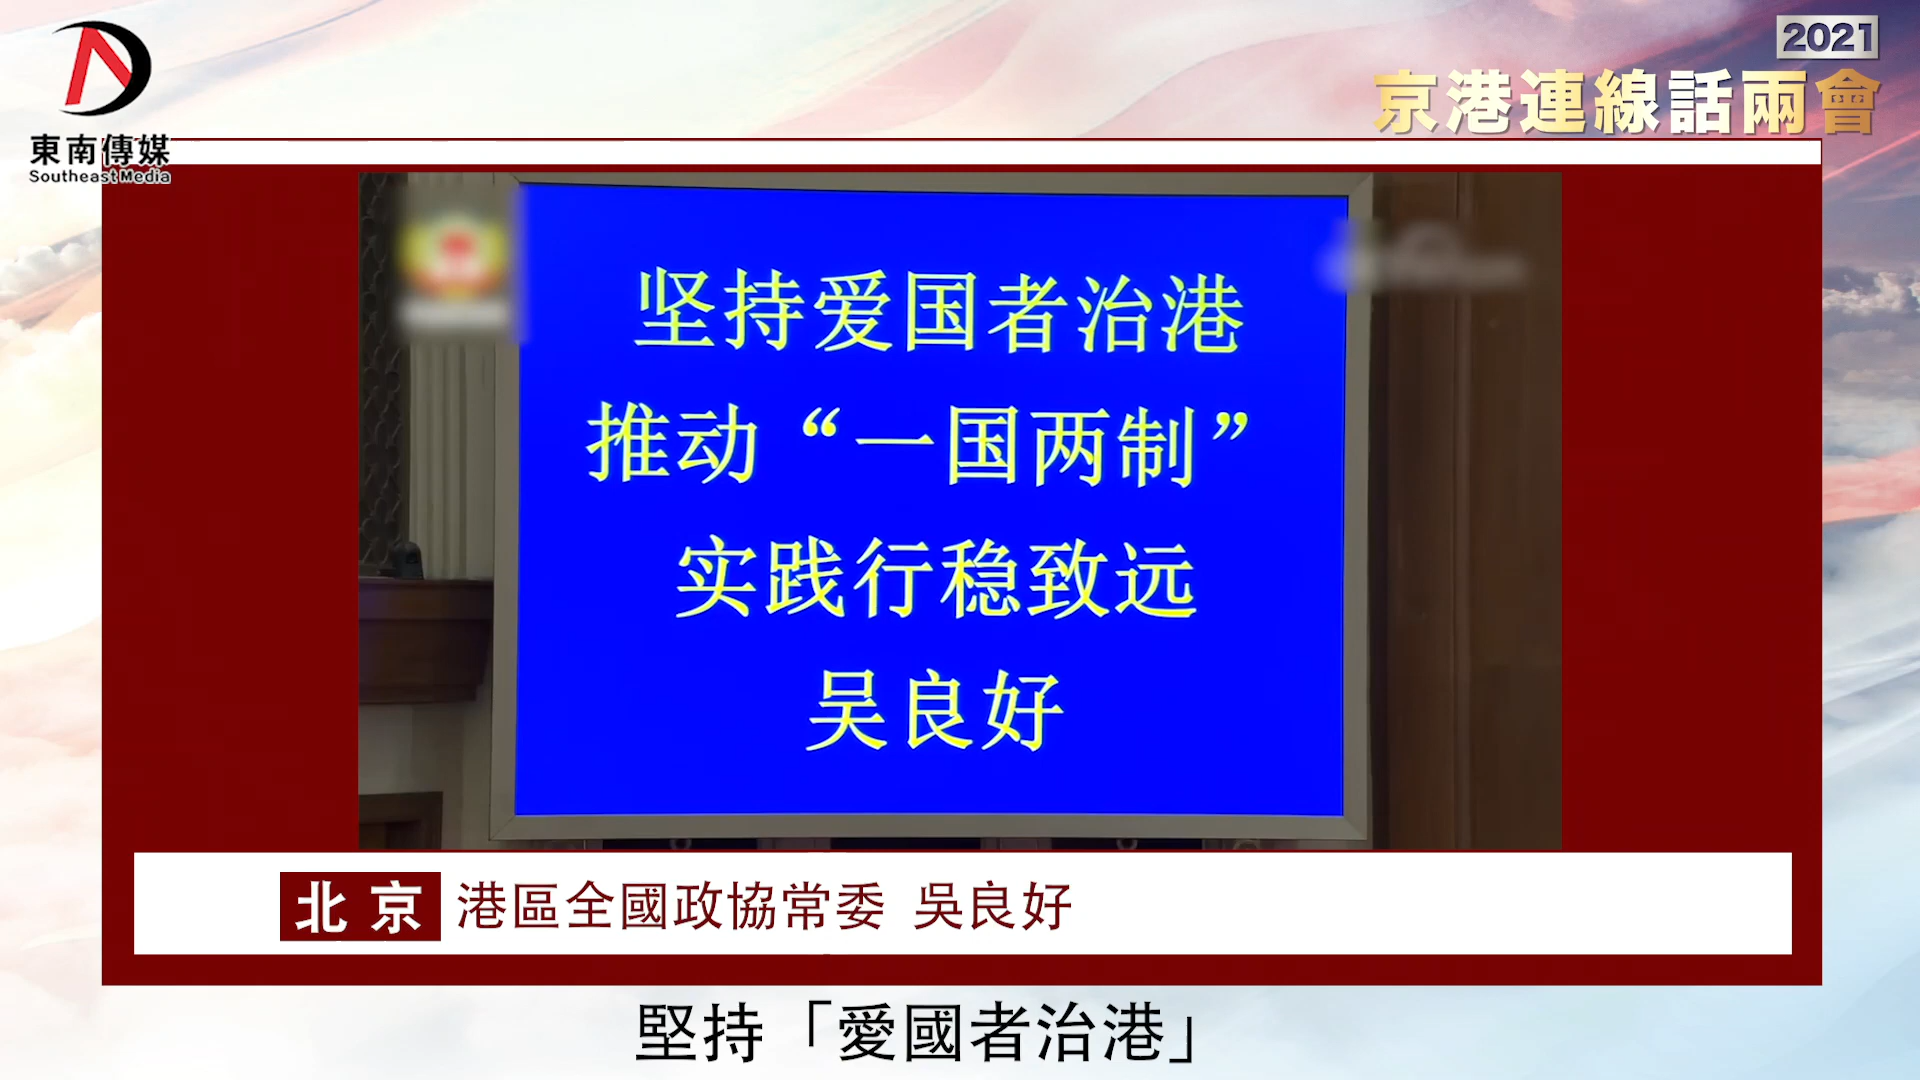 2021
京港連線話兩會
東南傳媒
Southeast Media
坚持爱国者治港
推动“一国两制”
实践行稳致远
吴良好
北京 港區全國政協常委 吳良好
堅持「愛國者治港」